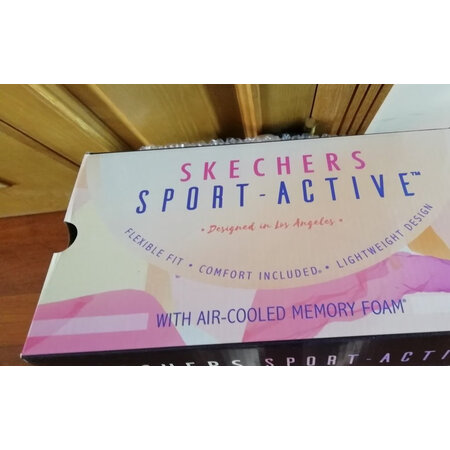 SKECHERS
SPORT-ACTIVE™
• Designed in Los Angeles •
FLEXIBLE FIT • COMFORT INCLUDED® • LIGHTWEIGHT DESIGN
WITH AIR-COOLED MEMORY FOAM®
SPORT-ACTI